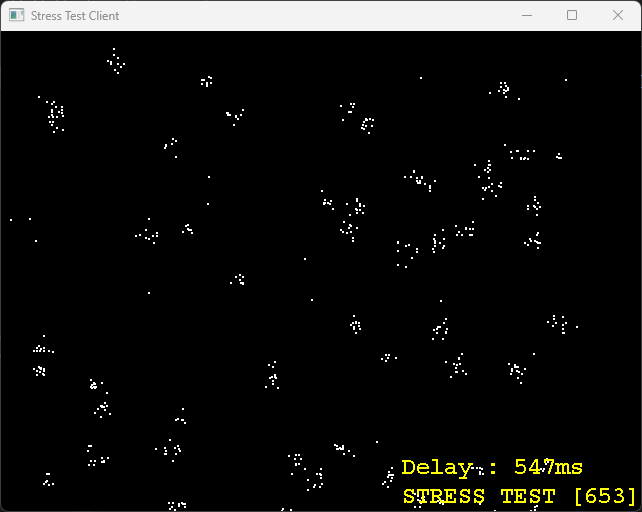 Stress Test Client
Delay : 547ms
STRESS TEST [653]